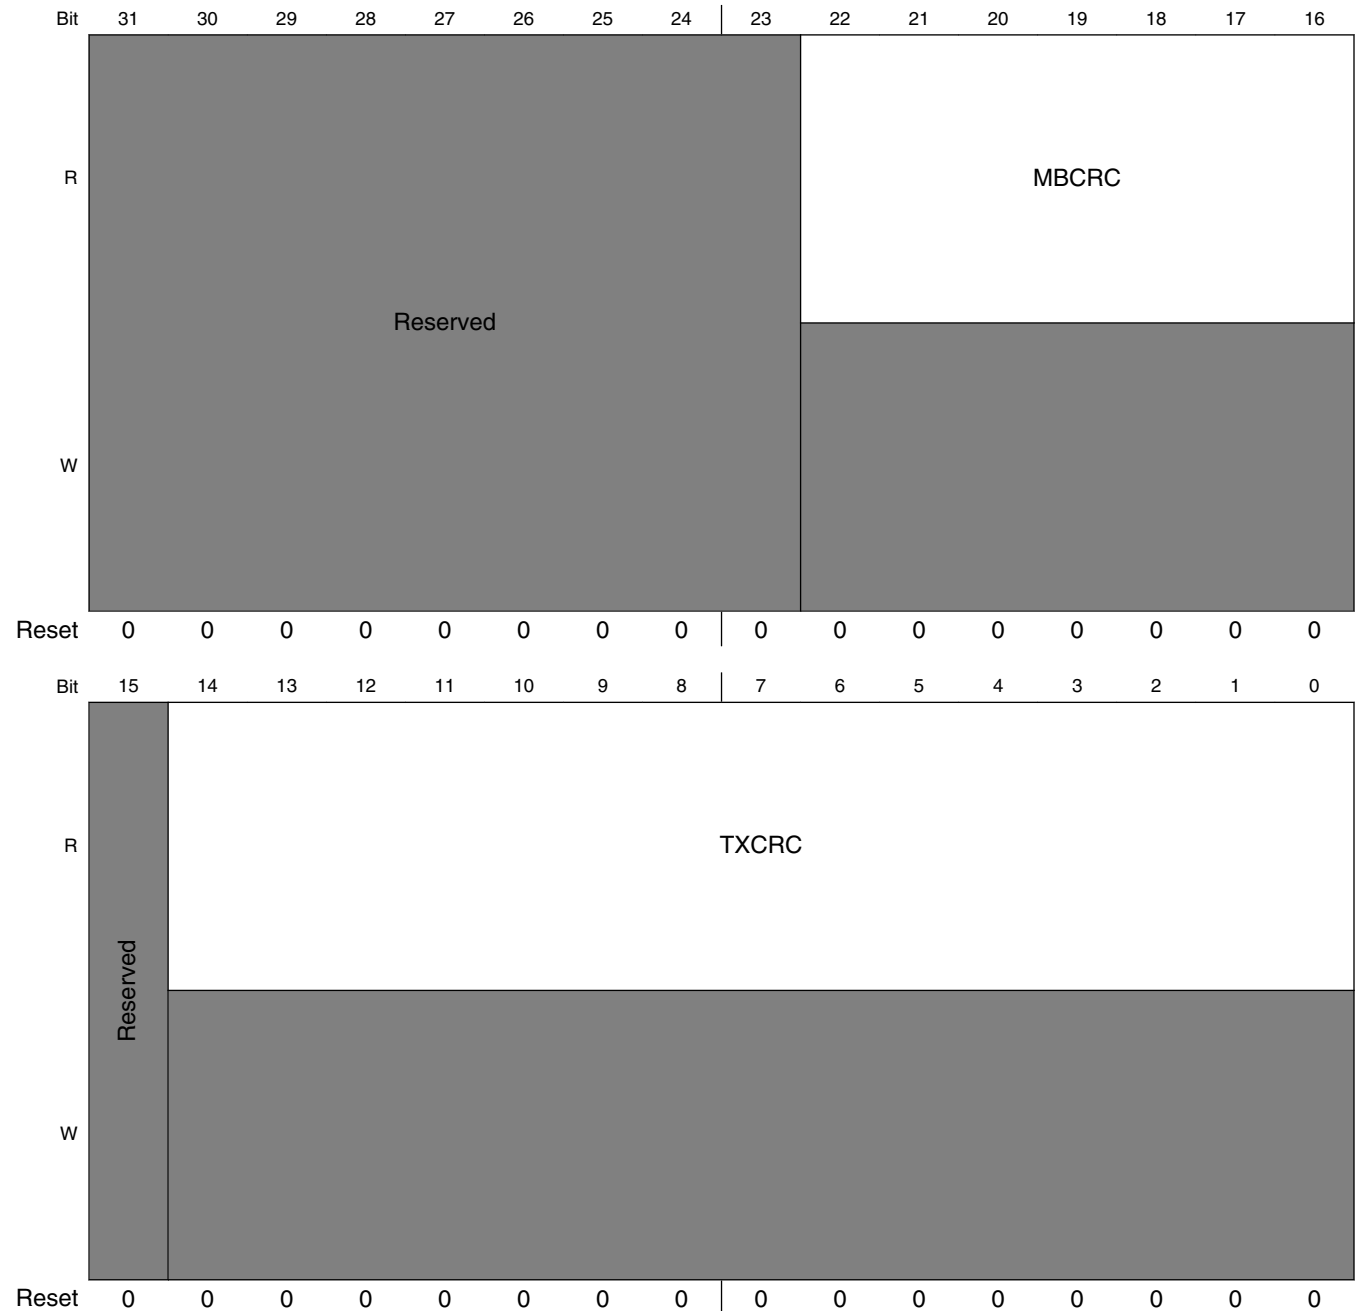 Bit 31 30 29 28 27 26 25 24 23 22 21 20 19 18 17 16
R MBCRC
Reserved
W
Reset 0 0 0 0 0 0 0 0 0 0 0 0 0 0 0 0
Bit 15 14 13 12 11 10 9 8 7 6 5 4 3 2 1 0
R TXCRC
Reserved
W
Reset 0 0 0 0 0 0 0 0 0 0 0 0 0 0 0 0